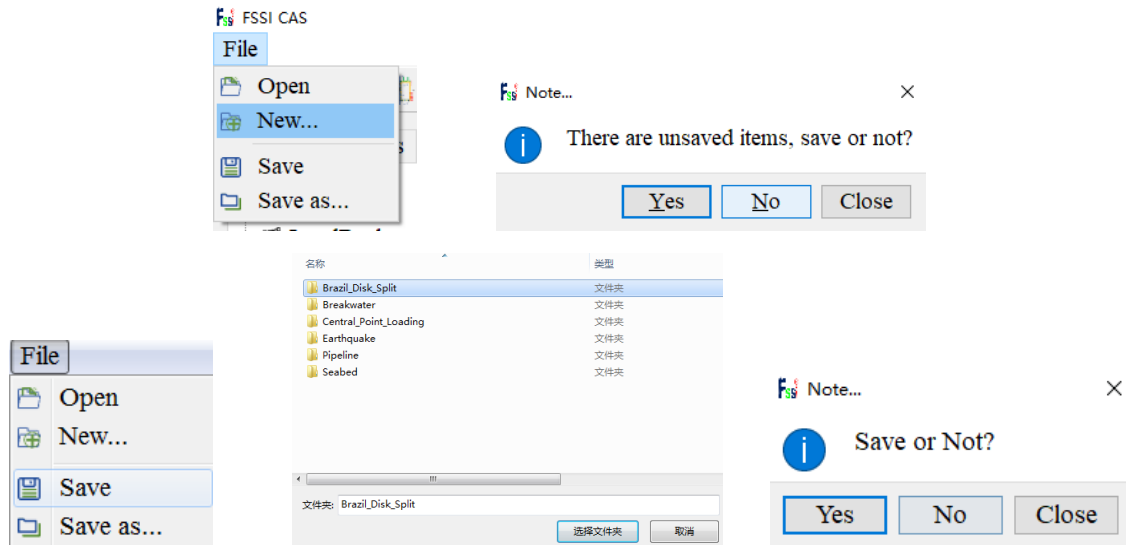 FSSI CAS
File
Open
New...
Save
Save as...
Note...
There are unsaved items, save or not?
Yes No Close
名称 类型
Brazil_Disk_Split 文件夹
Breakwater 文件夹
Central_Point_Loading 文件夹
Earthquake 文件夹
Pipeline 文件夹
Seabed 文件夹
文件夹: Brazil_Disk_Split
选择文件夹 取消
File
Open
New...
Save
Save as...
Note...
Save or Not?
Yes No Close